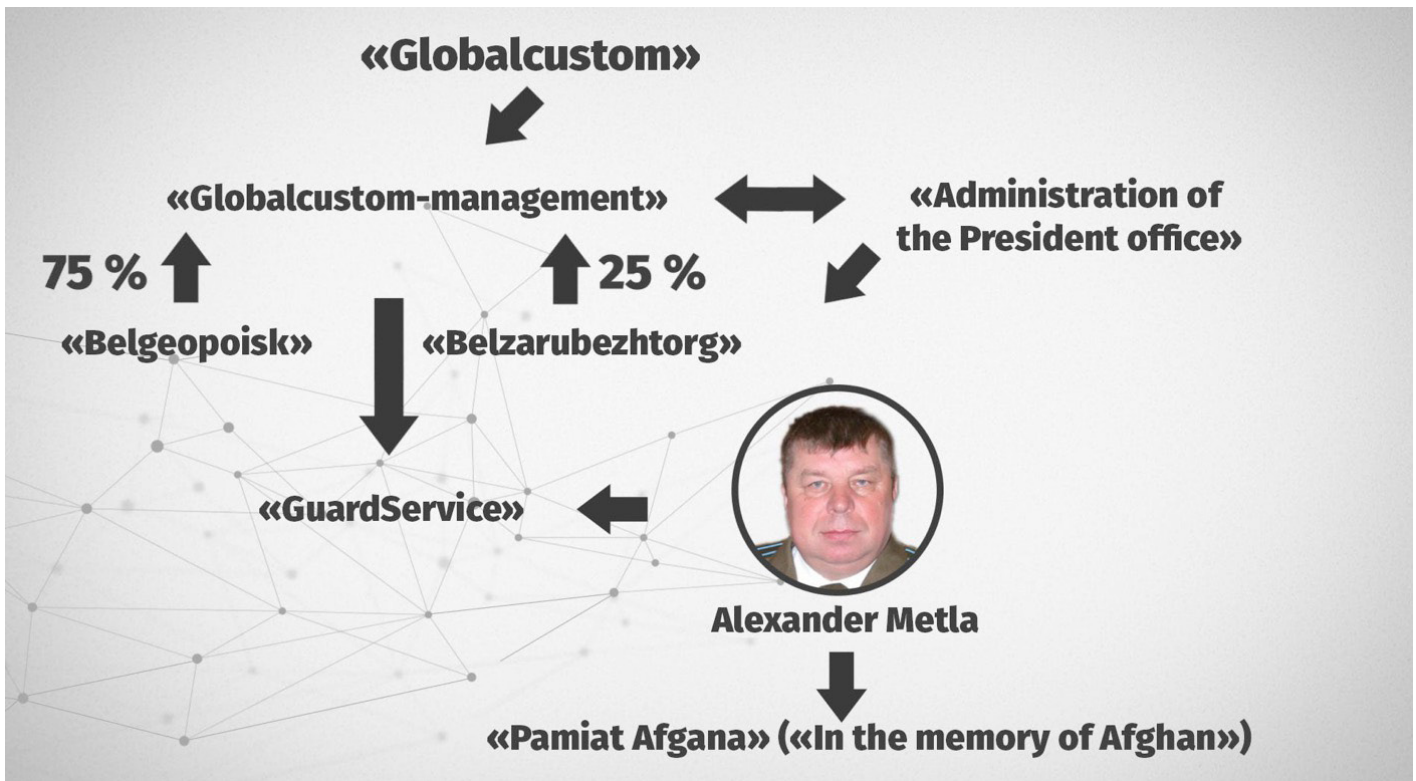 «Globalcustom»
«Globalcustom-management»
«Administration of
the President office»
75 %
25 %
«Belgeopoisk»
«Belzarubezhtorg»
«GuardService»
Alexander Metla
«Pamiat Afgana» («In the memory of Afghan»)